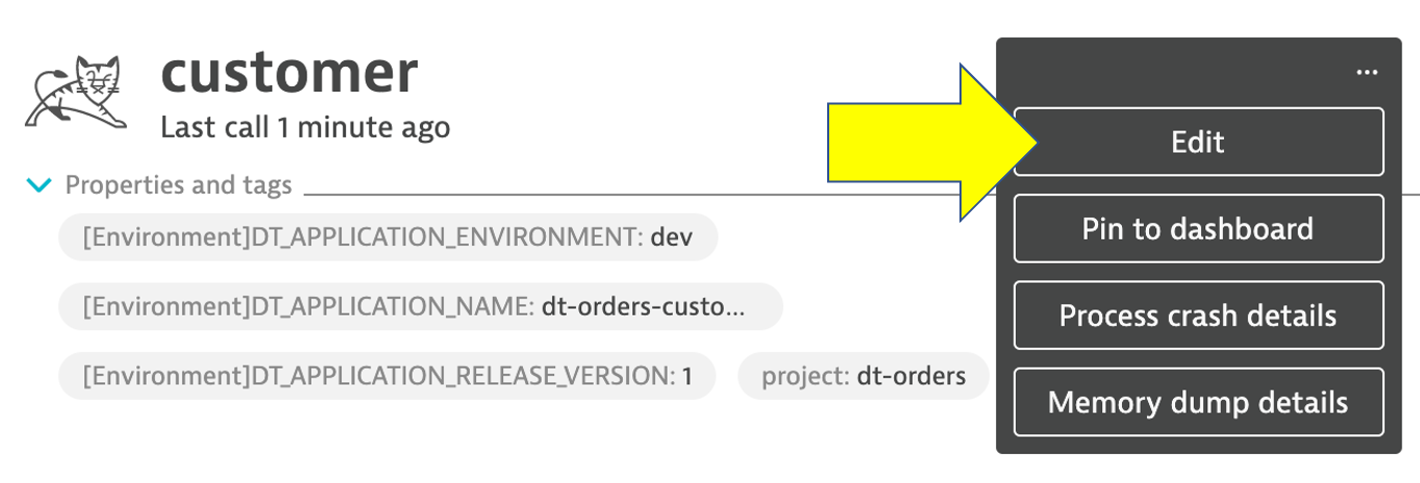 customer
Last call 1 minute ago
Properties and tags
[Environment]DT_APPLICATION_ENVIRONMENT: dev
[Environment]DT_APPLICATION_NAME: dt-orders-custo...
[Environment]DT_APPLICATION_RELEASE_VERSION: 1 project: dt-orders
...
Edit
Pin to dashboard
Process crash details
Memory dump details